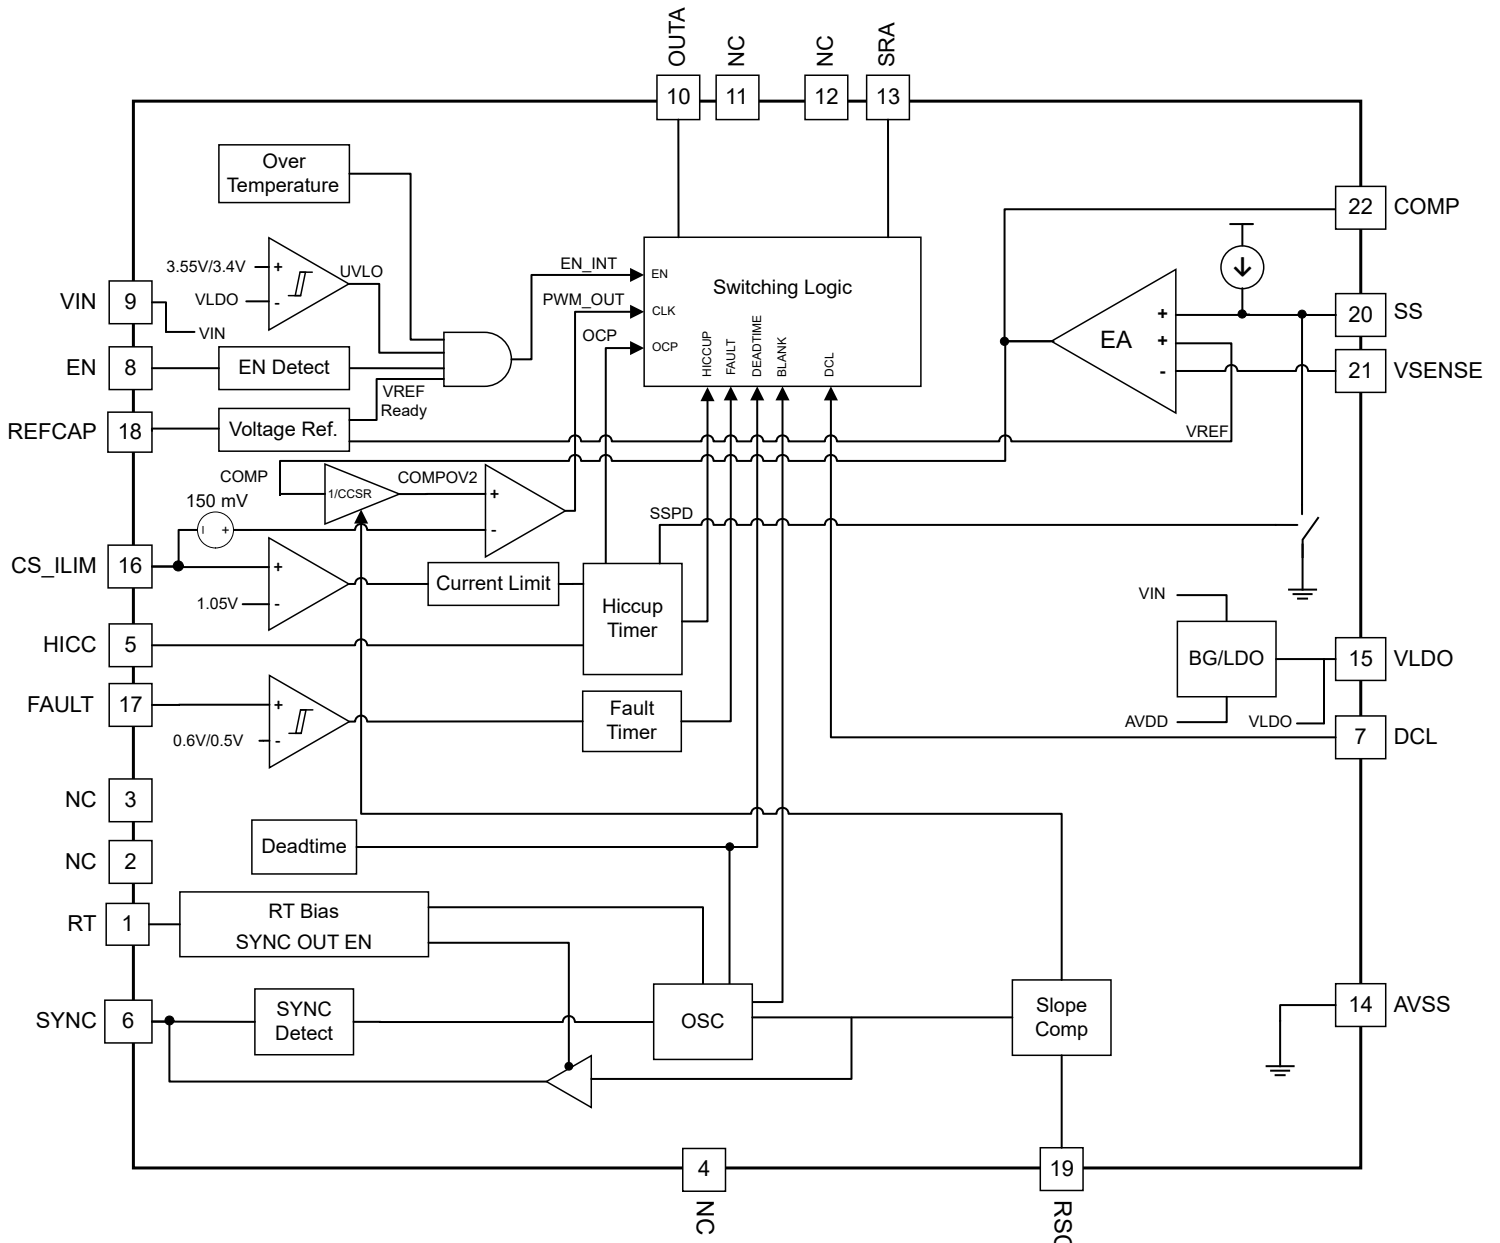 OUTA
NC
NC
SRA
10
11
12
13
Over
Temperature
3.55V/3.4V
+
UVLO
VLDO
-
VIN
9
VIN
EN
8
EN Detect
VREF
Ready
REFCAP
18
Voltage Ref.
EN_INT
PWM_OUT
OCP
EN
CLK
OCP
Switching Logic
HICCUP
FAULT
DEADTIME
BLANK
DCL
22
COMP
EA
+
+
-
20
SS
21
VSENSE
VREF
COMP
1/CCSR
COMPOV2
+
-
150 mV
+
SSPD
CS_ILIM
16
+
1.05V
-
Current Limit
Hiccup
Timer
HICC
5
FAULT
17
+
0.6V/0.5V
-
Fault
Timer
VIN
BG/LDO
15
VLDO
AVDD
VLDO
7
DCL
NC
3
NC
2
Deadtime
RT
1
RT Bias
SYNC OUT EN
SYNC
6
SYNC
Detect
OSC
Slope
Comp
14
AVSS
4
NC
19